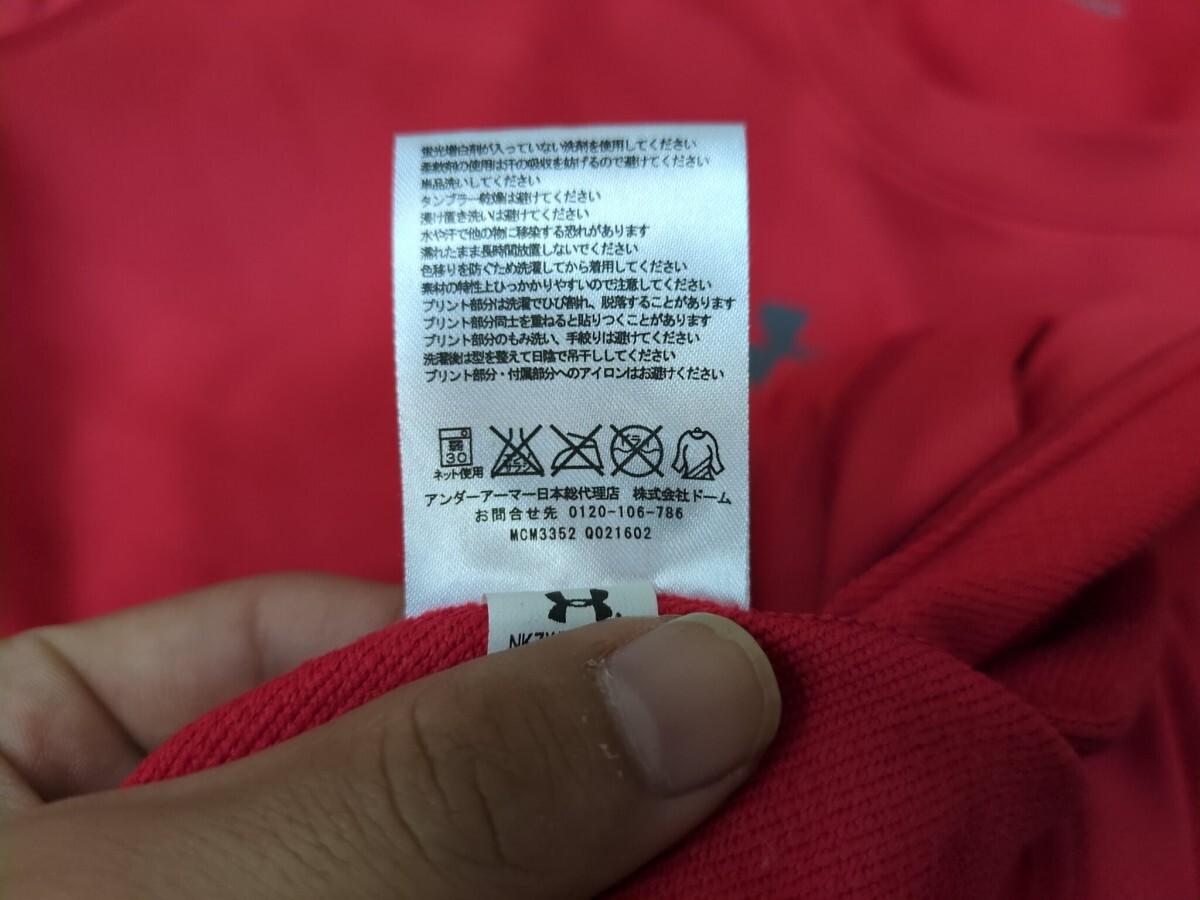 蛍光増白剤が入っていない洗剤を使用してください
柔軟剤の使用は汗の吸収を妨げるので避けてください
単品洗いしてください
タンブラー乾燥は避けてください
浸け置き洗いは避けてください
水や汗で他の物に移染する恐れがあります
濡れたまま長時間放置しないでください
色移りを防ぐため洗濯してから着用してください
素材の特性上ひっかかりやすいので注意してください
プリント部分は洗濯でひび割れ、脱落することがあります
プリント部分同士を重ねると貼りつくことがあります
プリント部分のもみ洗い、手絞りは避けてください
洗濯後は型を整えて日陰で吊干ししてください
プリント部分・付属部分へのアイロンはお避けください
弱
30
エンソ
サラシ
ドライ
ネット使用
アンダーアーマー日本総代理店 株式会社ドーム
お問合せ先 0120-106-786
MCM3352 Q021602